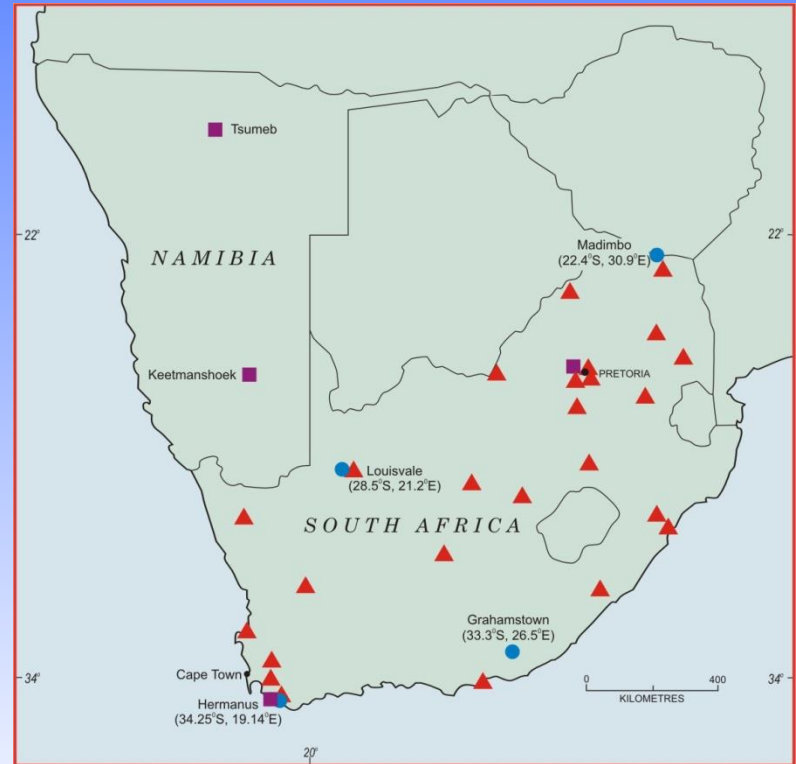 Tsumeb
22°
22°
NAMIBIA
Madimbo
(22.4°S, 30.9°E)
Keetmanshoek
PRETORIA
Louisvale
(28.5°S, 21.2°E)
SOUTH AFRICA
Grahamstown
(33.3°S, 26.5°E)
Cape Town
34°
0
400
34°
KILOMETRES
Hermanus
(34.25°S, 19.14°E)
20°